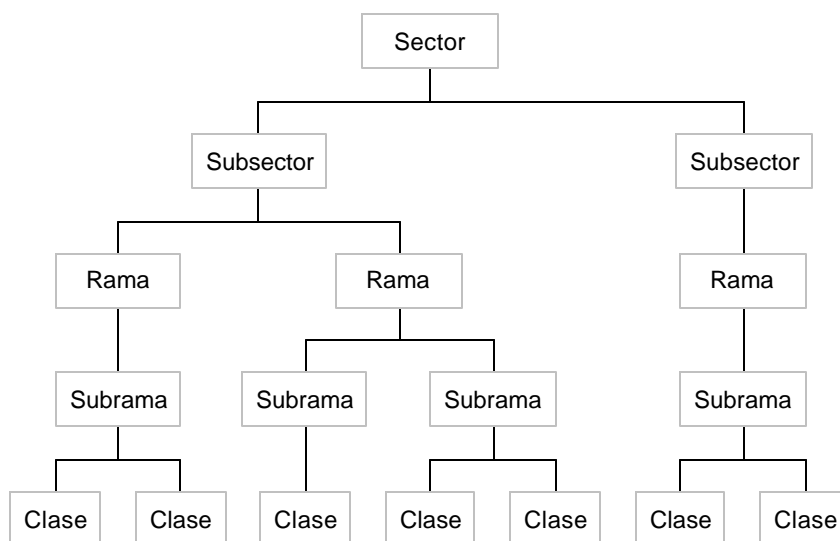 Sector
Subsector Subsector
Rama Rama Rama
Subrama Subrama Subrama Subrama
Clase Clase Clase Clase Clase Clase Clase